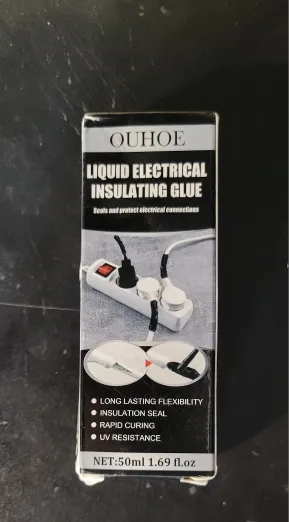 OUHOE
LIQUID ELECTRICAL
INSULATING GLUE
Seals and protect electrical connections
● LONG LASTING FLEXIBILITY
● INSULATION SEAL
● RAPID CURING
● UV RESISTANCE
NET:50ml 1.69 fl.oz